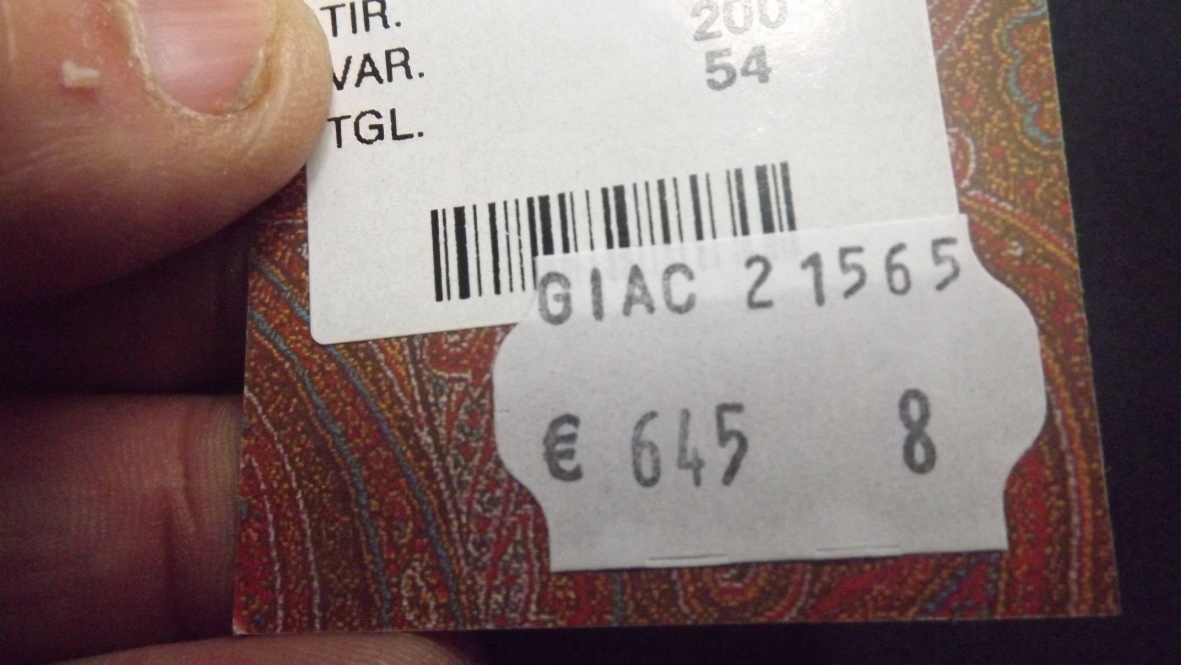 TIR. 200
VAR. 54
TGL.
GIAC 21565
€ 645 8